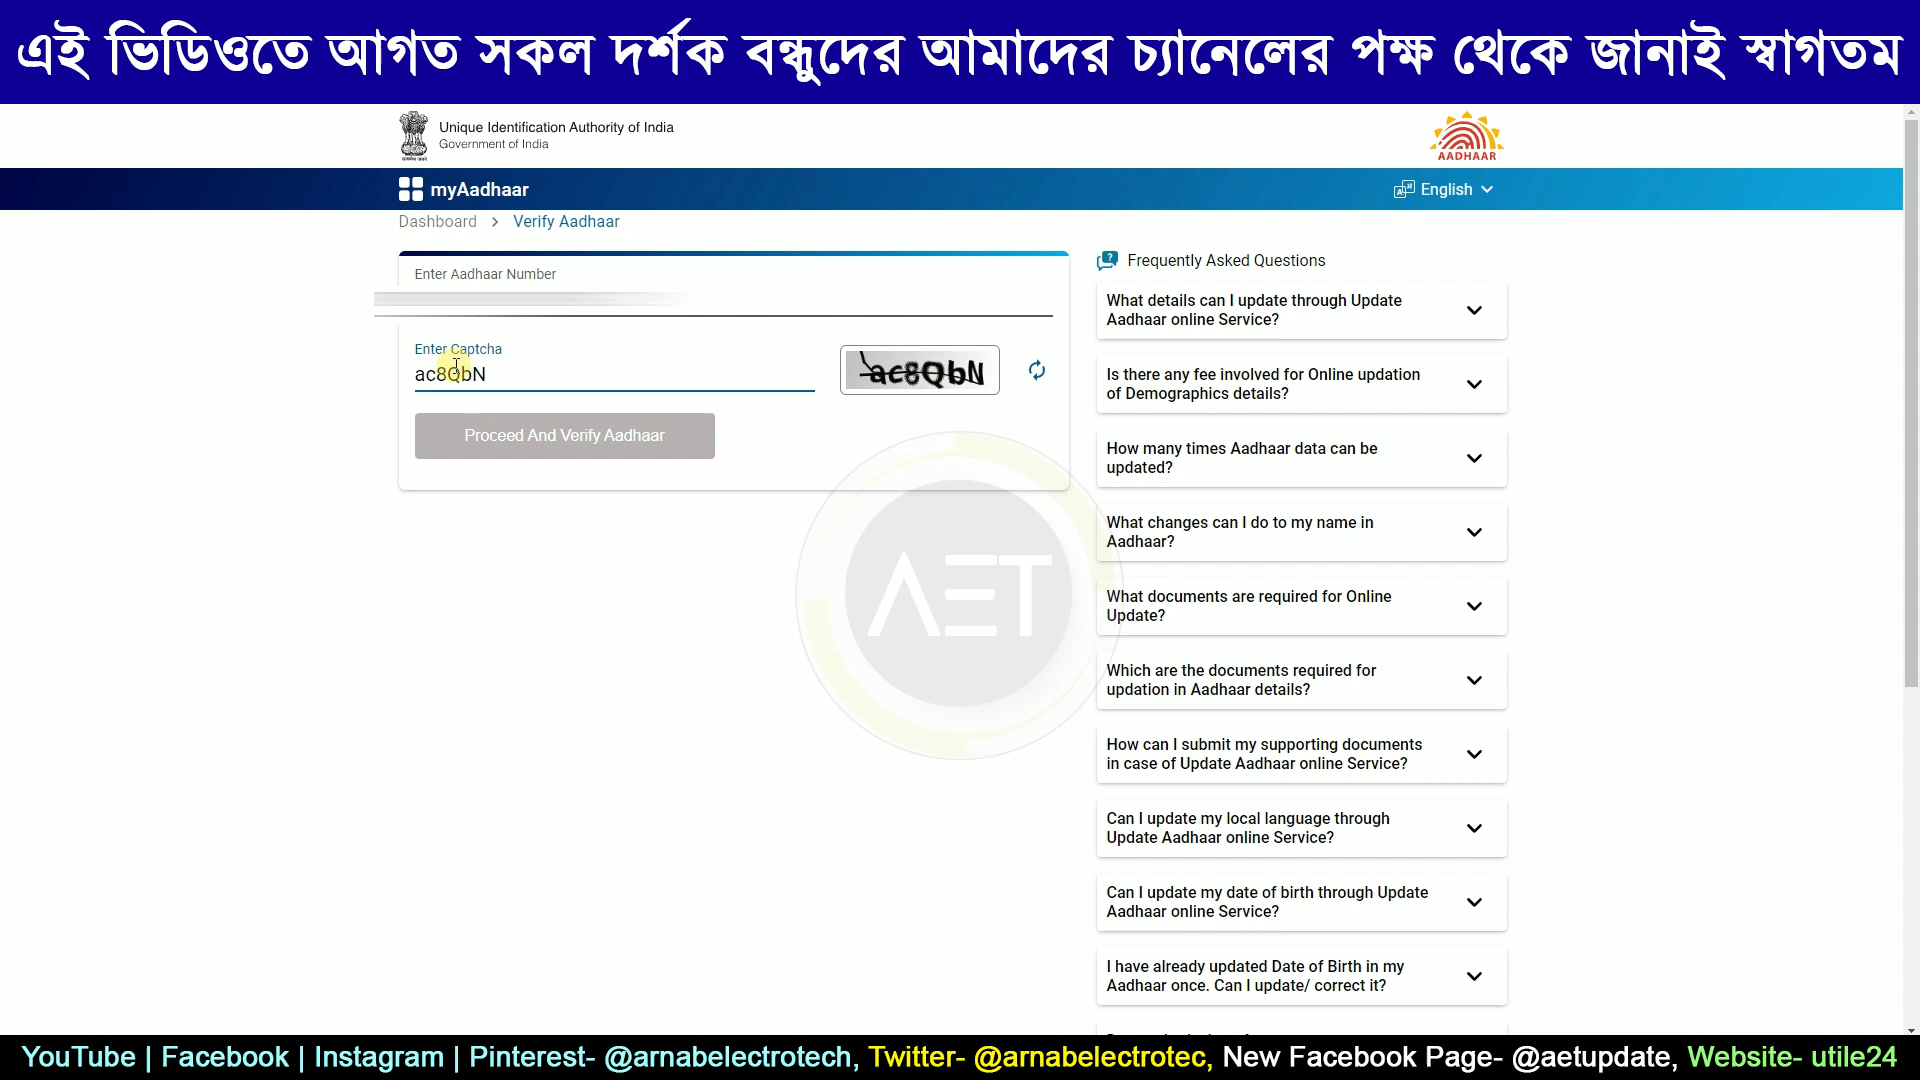 এই ভিডিওতে আগত সকল দর্শক বন্ধুদের আমাদের চ্যানেলের পক্ষ থেকে জানাই স্বাগতম
Unique Identification Authority of India
Government of India
AADHAAR
myAadhaar
English
Dashboard > Verify Aadhaar
Enter Aadhaar Number
Enter Captcha
ac8QbN
ac8QbN
Proceed And Verify Aadhaar
AET
Frequently Asked Questions
What details can I update through Update
Aadhaar online Service?
Is there any fee involved for Online updation
of Demographics details?
How many times Aadhaar data can be
updated?
What changes can I do to my name in
Aadhaar?
What documents are required for Online
Update?
Which are the documents required for
updation in Aadhaar details?
How can I submit my supporting documents
in case of Update Aadhaar online Service?
Can I update my local language through
Update Aadhaar online Service?
Can I update my date of birth through Update
Aadhaar online Service?
I have already updated Date of Birth in my
Aadhaar once. Can I update/ correct it?
YouTube | Facebook | Instagram | Pinterest- @arnabelectrotech, Twitter- @arnabelectrotec, New Facebook Page- @aetupdate, Website- utile24